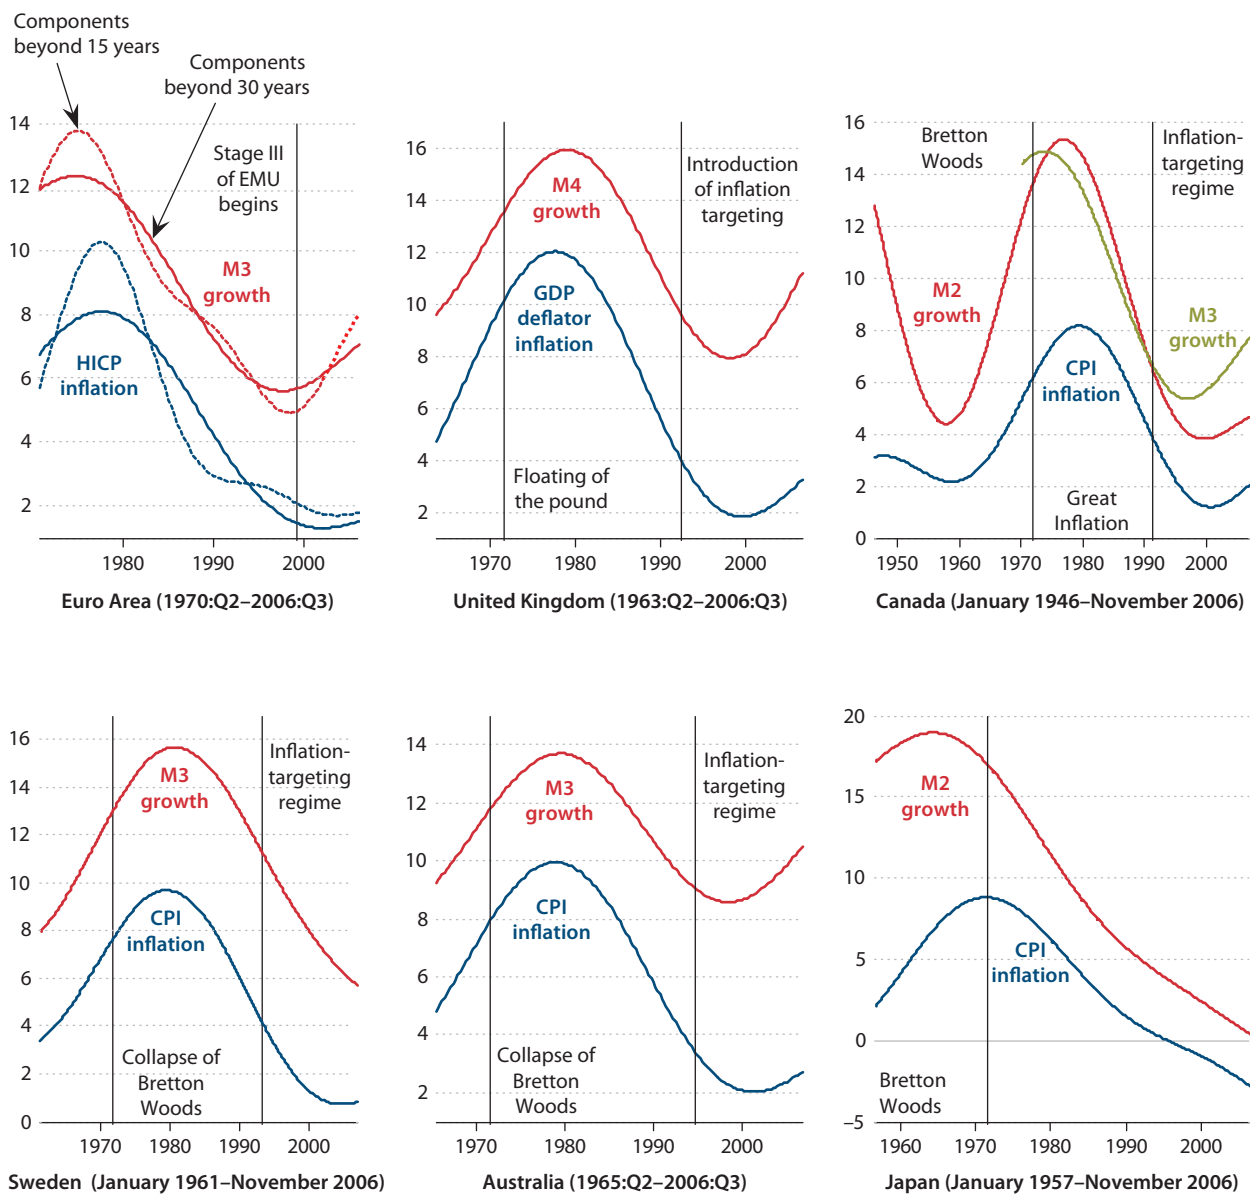 Components
beyond 15 years
Components
beyond 30 years
14
12
10
8
6
4
2
Stage III
of EMU
begins
M3
growth
HICP
inflation
1980
1990
2000
Euro Area (1970:Q2–2006:Q3)
16
14
12
10
8
6
4
2
M4
growth
Introduction
of inflation
targeting
GDP
deflator
inflation
Floating of
the pound
1970
1980
1990
2000
United Kingdom (1963:Q2–2006:Q3)
16
14
12
10
8
6
4
2
0
Bretton
Woods
Inflation-
targeting
regime
M2
growth
M3
growth
CPI
inflation
Great
Inflation
1950
1960
1970
1980
1990
2000
Canada (January 1946–November 2006)
16
14
12
10
8
6
4
2
0
M3
growth
Inflation-
targeting
regime
CPI
inflation
Collapse of
Bretton
Woods
1970
1980
1990
2000
Sweden (January 1961–November 2006)
14
12
10
8
6
4
2
M3
growth
Inflation-
targeting
regime
CPI
inflation
Collapse of
Bretton
Woods
1970
1980
1990
2000
Australia (1965:Q2–2006:Q3)
20
15
10
5
0
–5
M2
growth
CPI
inflation
Bretton
Woods
1960
1970
1980
1990
2000
Japan (January 1957–November 2006)